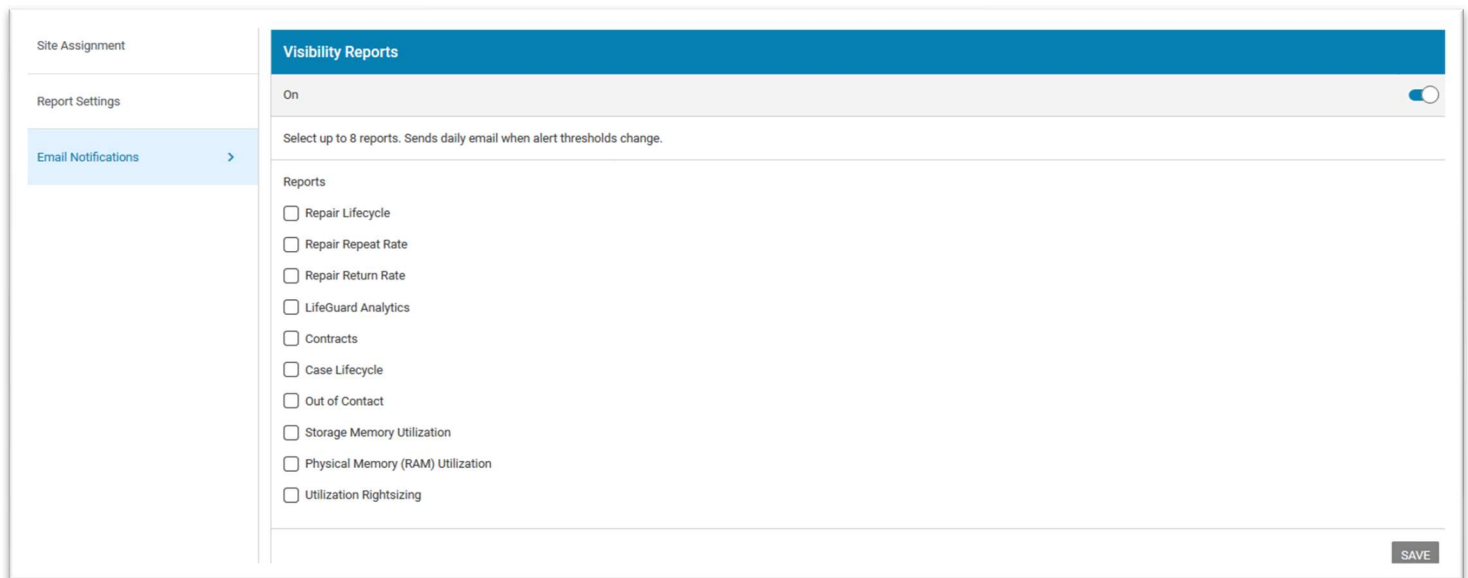 Site Assignment
Report Settings
Email Notifications
Visibility Reports
On
Select up to 8 reports. Sends daily email when alert thresholds change.
Reports
Repair Lifecycle
Repair Repeat Rate
Repair Return Rate
LifeGuard Analytics
Contracts
Case Lifecycle
Out of Contact
Storage Memory Utilization
Physical Memory (RAM) Utilization
Utilization Rightsizing
SAVE